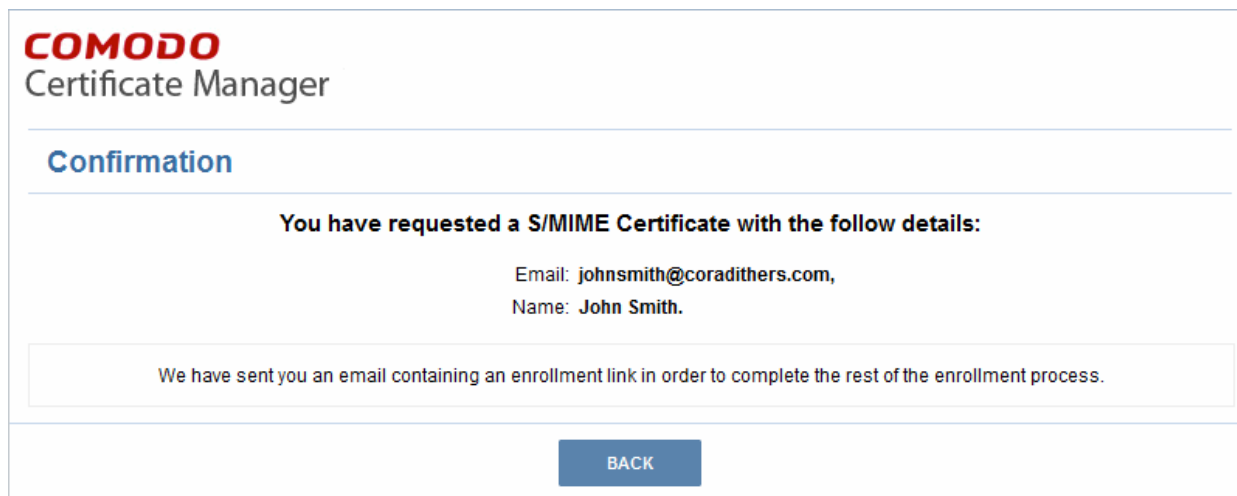 COMODO
Certificate Manager
Confirmation
You have requested a S/MIME Certificate with the follow details:
Email: johnsmith@coradithers.com,
Name: John Smith.
We have sent you an email containing an enrollment link in order to complete the rest of the enrollment process.
BACK